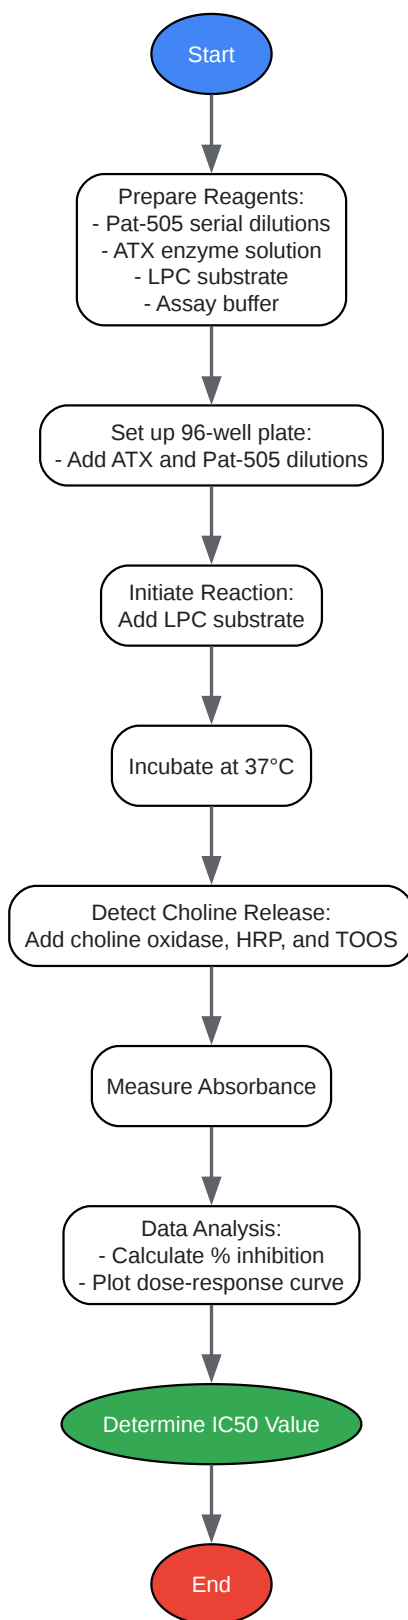 Start
Prepare Reagents:
- Pat-505 serial dilutions
- ATX enzyme solution
- LPC substrate
- Assay buffer
Set up 96-well plate:
- Add ATX and Pat-505 dilutions
Initiate Reaction:
Add LPC substrate
Incubate at 37°C
Detect Choline Release:
Add choline oxidase, HRP, and TOOS
Measure Absorbance
Data Analysis:
- Calculate % inhibition
- Plot dose-response curve
Determine IC50 Value
End